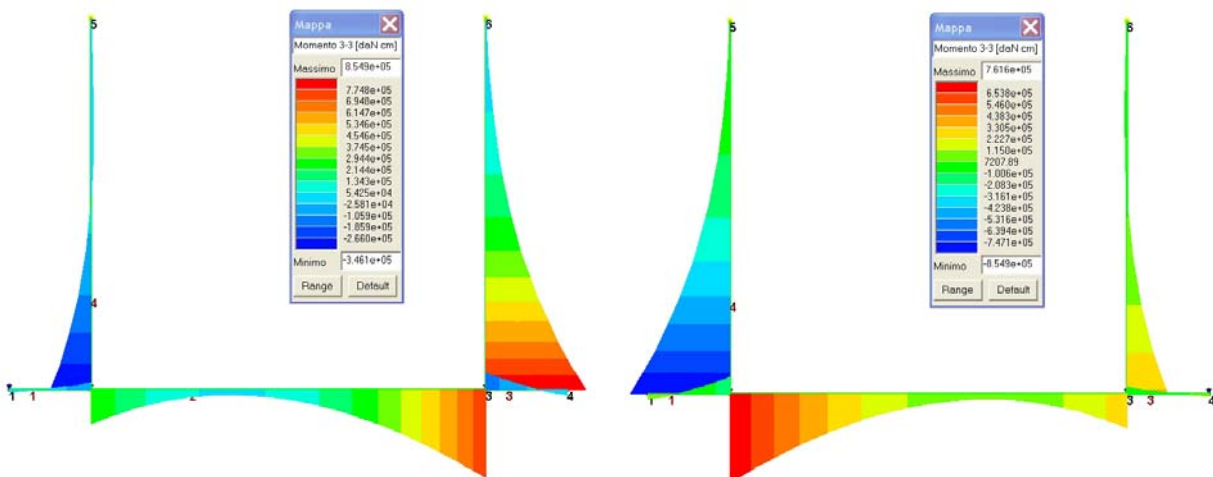 5
6
Mappa
Momento 3-3 [daN cm]
Massimo 8.549e+05
7.748e+05
6.948e+05
6.147e+05
5.346e+05
4.546e+05
3.745e+05
2.944e+05
2.144e+05
1.343e+05
5.425e+04
-2.581e+04
-1.059e+05
-1.859e+05
-2.660e+05
Minimo -3.461e+05
Range Default
4
1 1
2
3 3 4
5
6
Mappa
Momento 3-3 [daN cm]
Massimo 7.616e+05
6.538e+05
5.460e+05
4.383e+05
3.305e+05
2.227e+05
1.150e+05
7207.89
-1.006e+05
-2.083e+05
-3.161e+05
-4.238e+05
-5.316e+05
-6.394e+05
-7.471e+05
Minimo -8.549e+05
Range Default
4
1 1
3 3 4